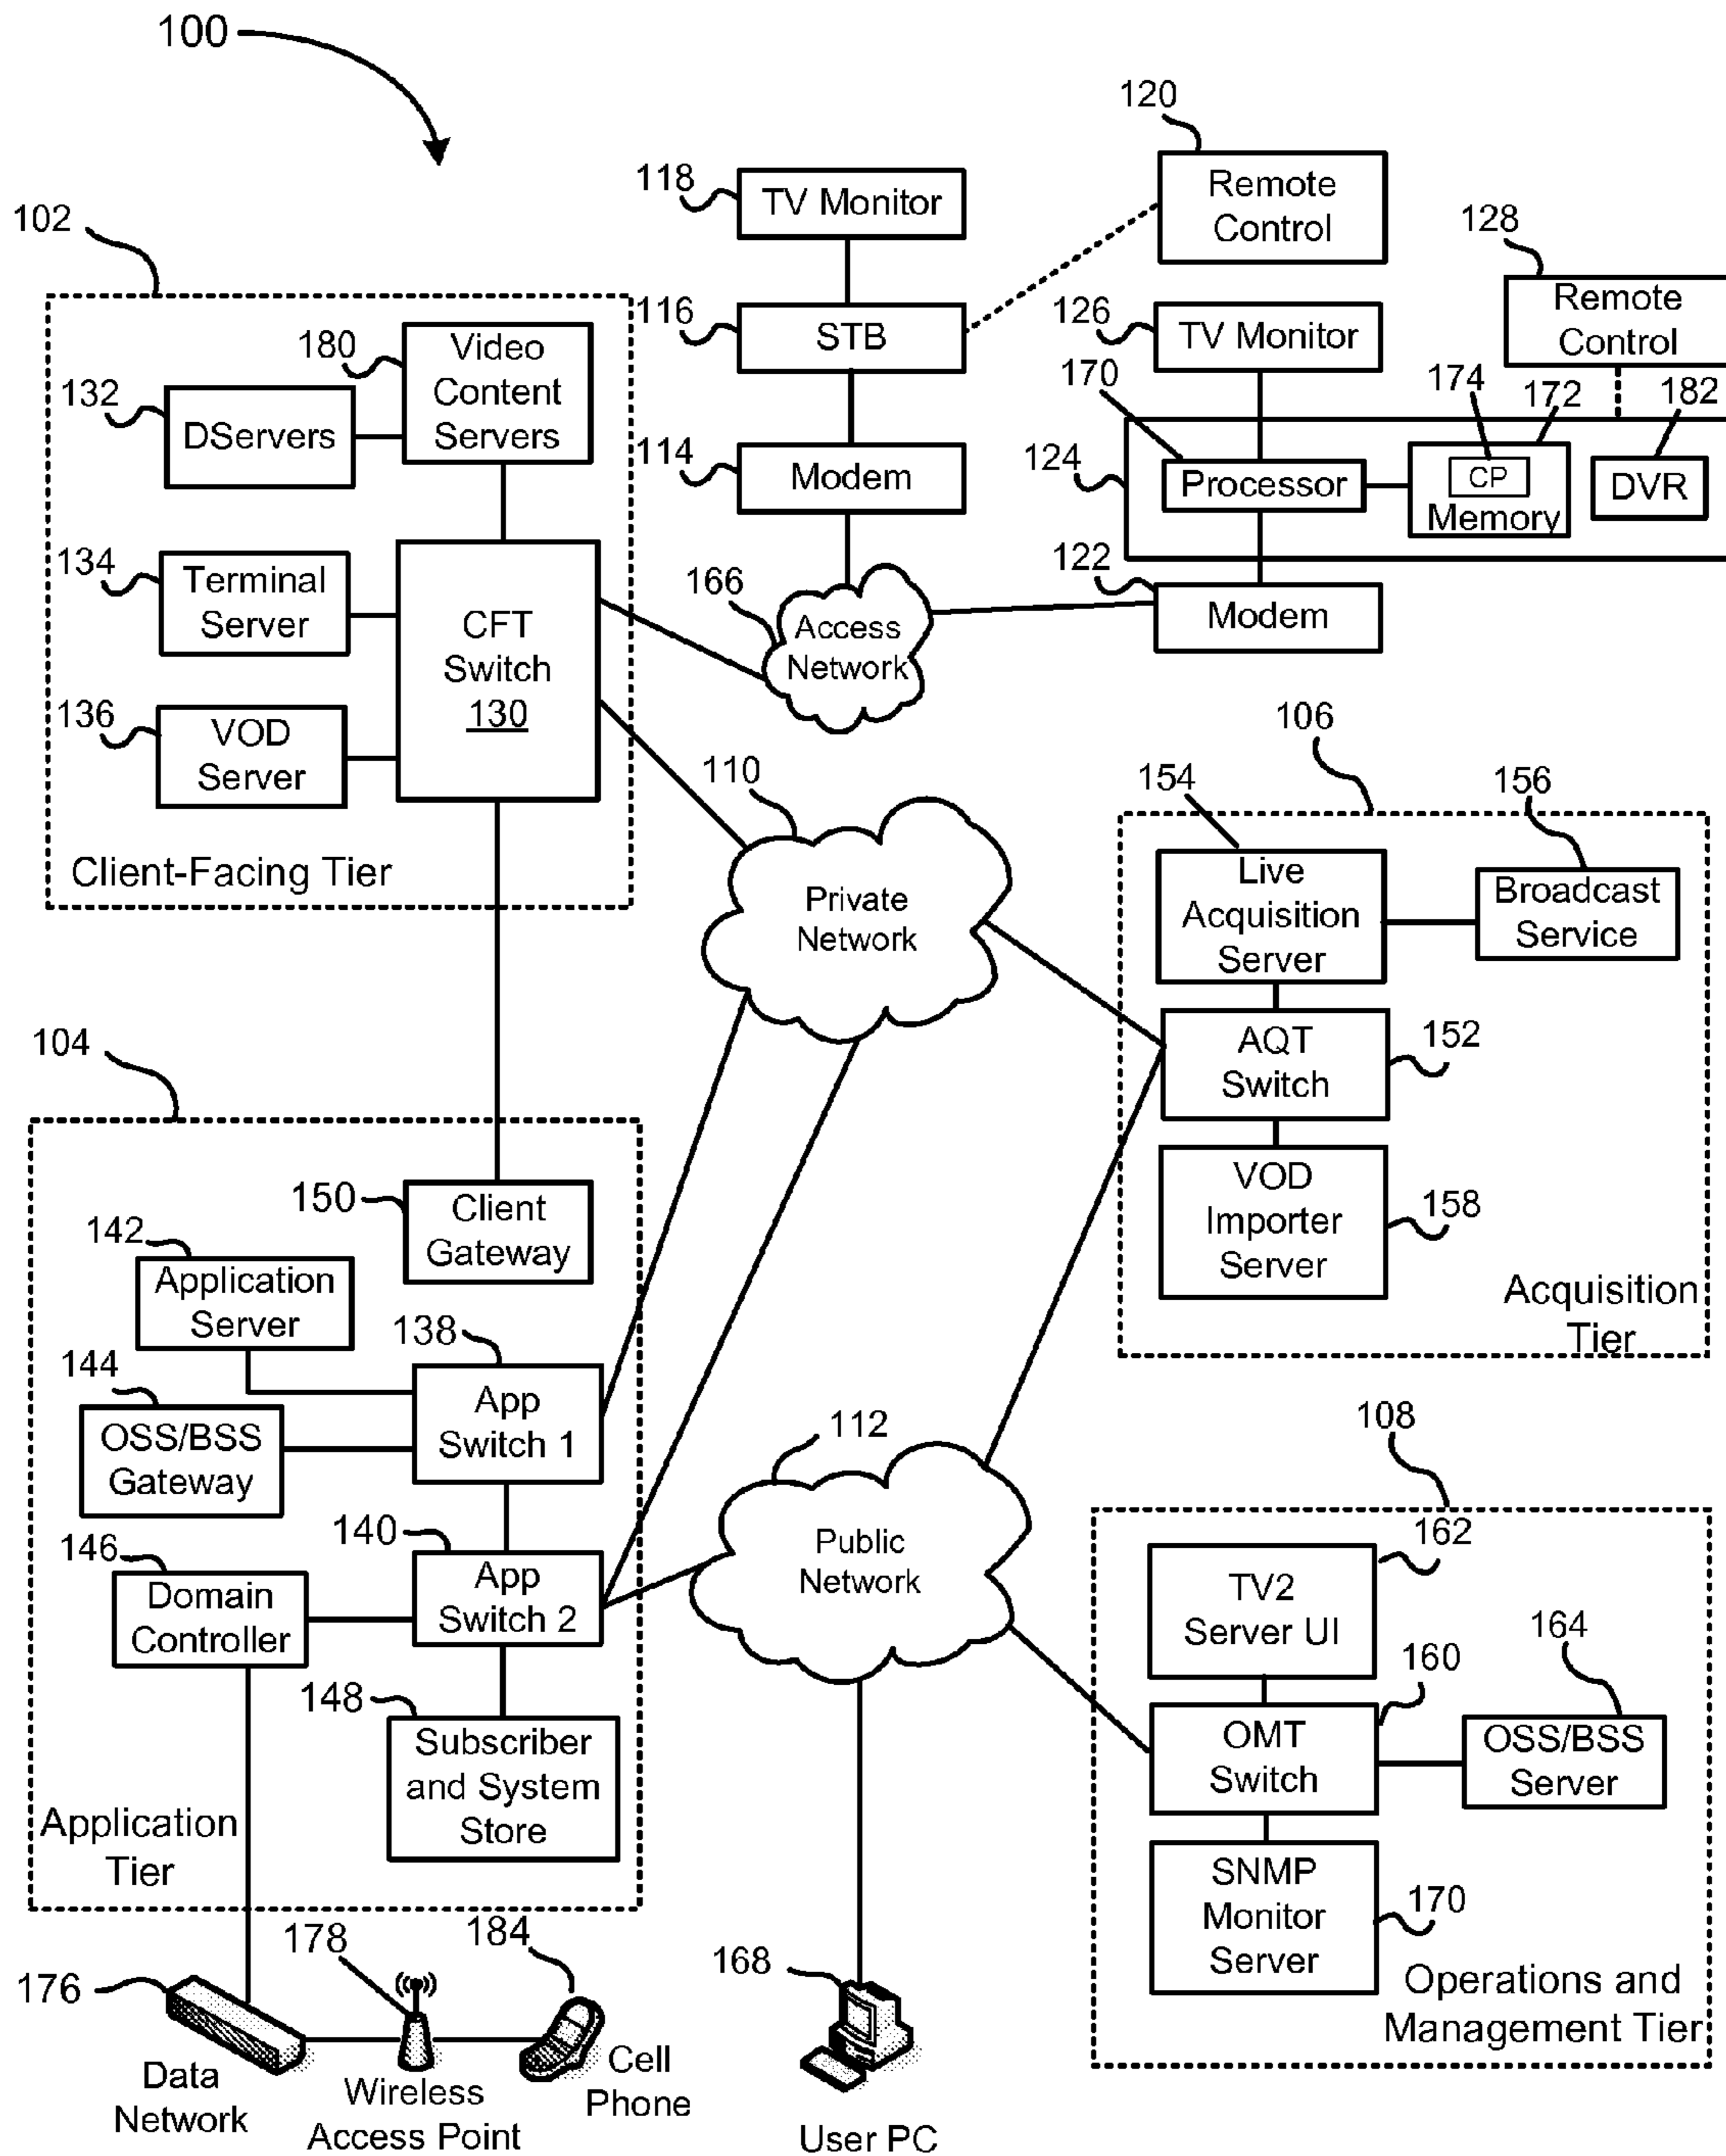 100
120
118
TV Monitor
Remote
Control
102
128
116
STB
126
TV Monitor
Remote
Control
180
Video
Content
Servers
132
DServers
170
174
172
182
114
Modem
124
Processor
CP
Memory
DVR
134
Terminal
Server
CFT
Switch
130
166
Access
Network
122
Modem
136
VOD
Server
110
106
154
156
Client-Facing Tier
Private
Network
Live
Acquisition
Server
Broadcast
Service
104
AQT
Switch
152
150
Client
Gateway
VOD
Importer
Server
158
142
Application
Server
Acquisition
Tier
138
144
App
Switch 1
OSS/BSS
Gateway
112
108
140
146
App
Switch 2
Domain
Controller
Public
Network
162
TV2
Server UI
164
160
148
Subscriber
and System
Store
OMT
Switch
OSS/BSS
Server
Application
Tier
SNMP
Monitor
Server
170
178
184
168
176
Operations and
Management Tier
Data
Network
Wireless
Access Point
Cell
Phone
User PC